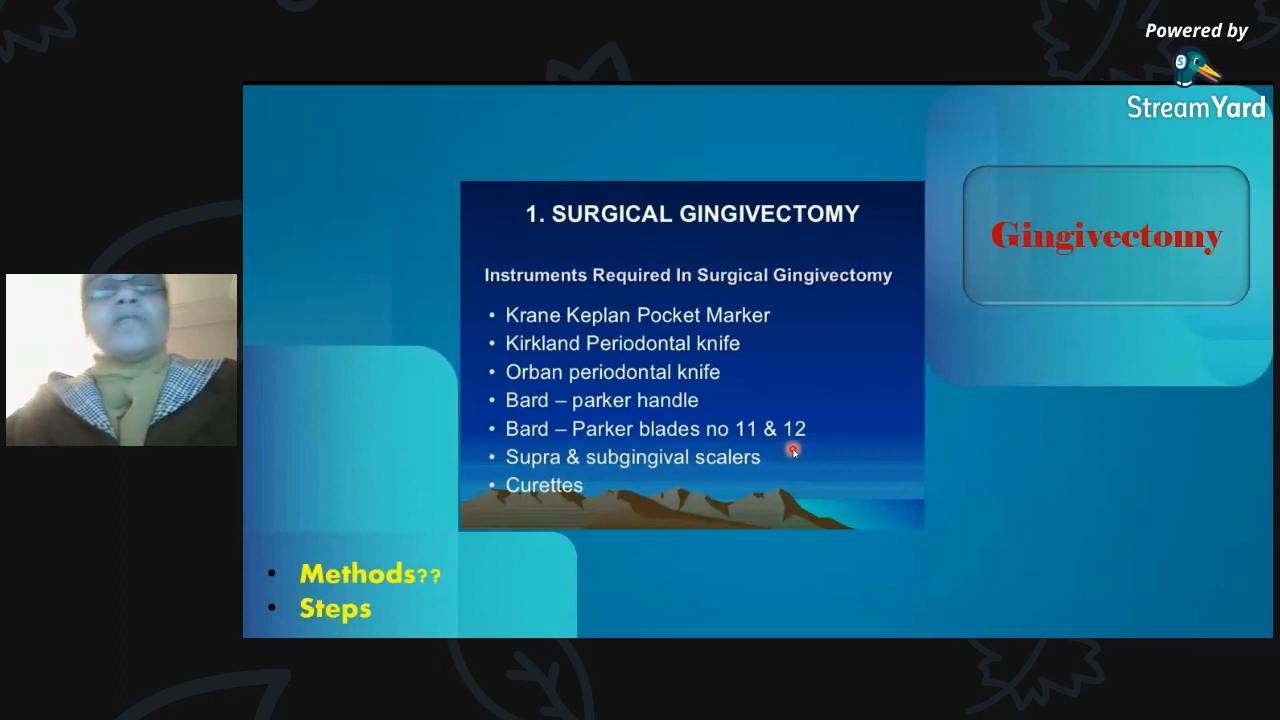 Powered by
StreamYard
1. SURGICAL GINGIVECTOMY
Gingivectomy
Instruments Required In Surgical Gingivectomy
• Krane Keplan Pocket Marker
• Kirkland Periodontal knife
• Orban periodontal knife
• Bard – parker handle
• Bard – Parker blades no 11 & 12
• Supra & subgingival scalers
• Curettes
• Methods??
• Steps